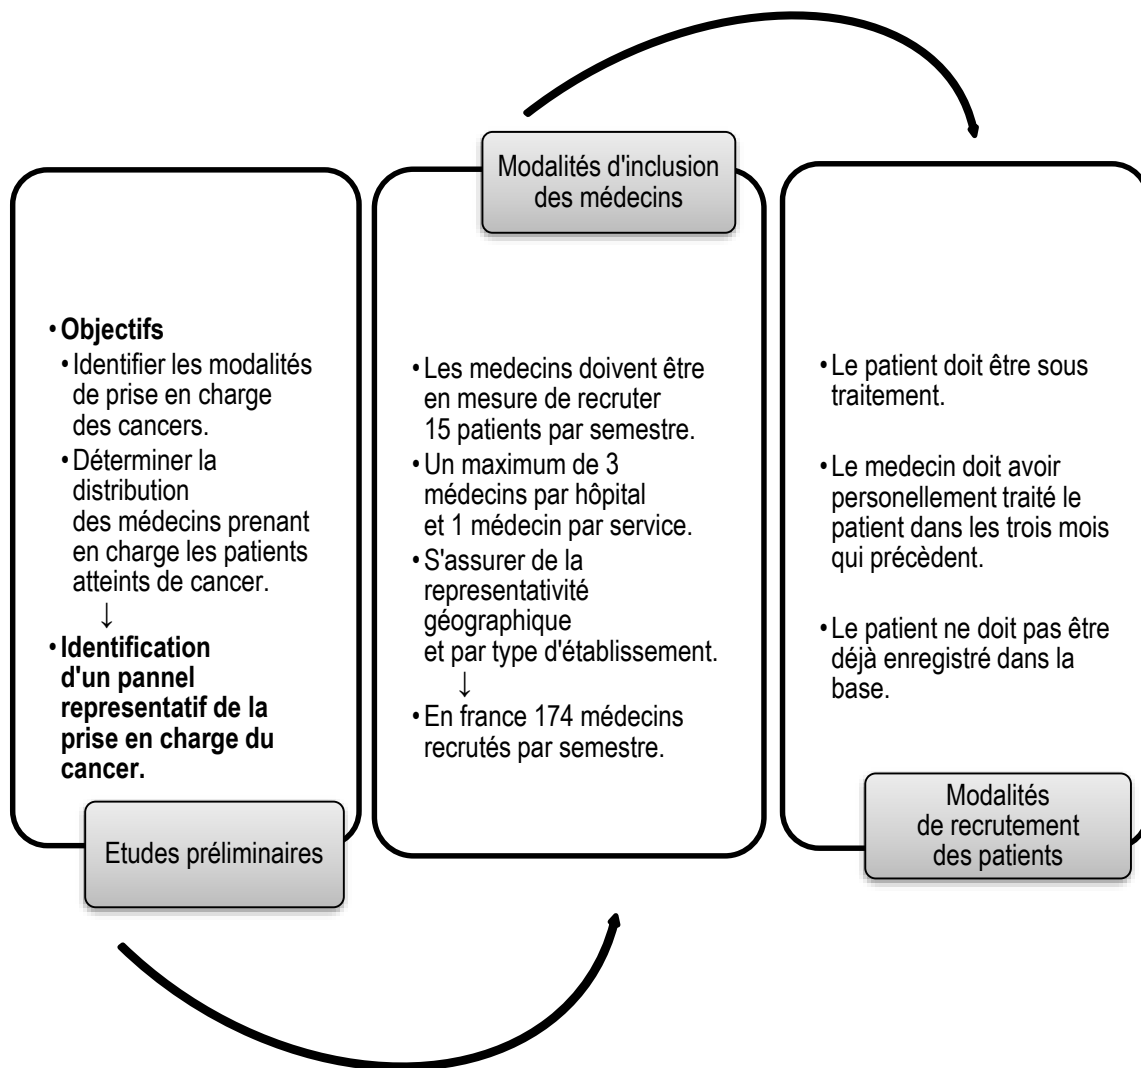 • Objectifs
• Identifier les modalités
de prise en charge
des cancers.
• Déterminer la
distribution
des médecins prenant
en charge les patients
atteints de cancer.
↓
• Identification
d'un pannel
representatif de la
prise en charge du
cancer.
Etudes préliminaires
Modalités d'inclusion
des médecins
• Les medecins doivent être
en mesure de recruter
15 patients par semestre.
• Un maximum de 3
médecins par hôpital
et 1 médecin par service.
• S'assurer de la
representativité
géographique
et par type d'établissement.
↓
• En france 174 médecins
recrutés par semestre.
• Le patient doit être sous
traitement.
• Le medecin doit avoir
personellement traité le
patient dans les trois mois
qui précèdent.
• Le patient ne doit pas être
déjà enregistré dans la
base.
Modalités
de recrutement
des patients